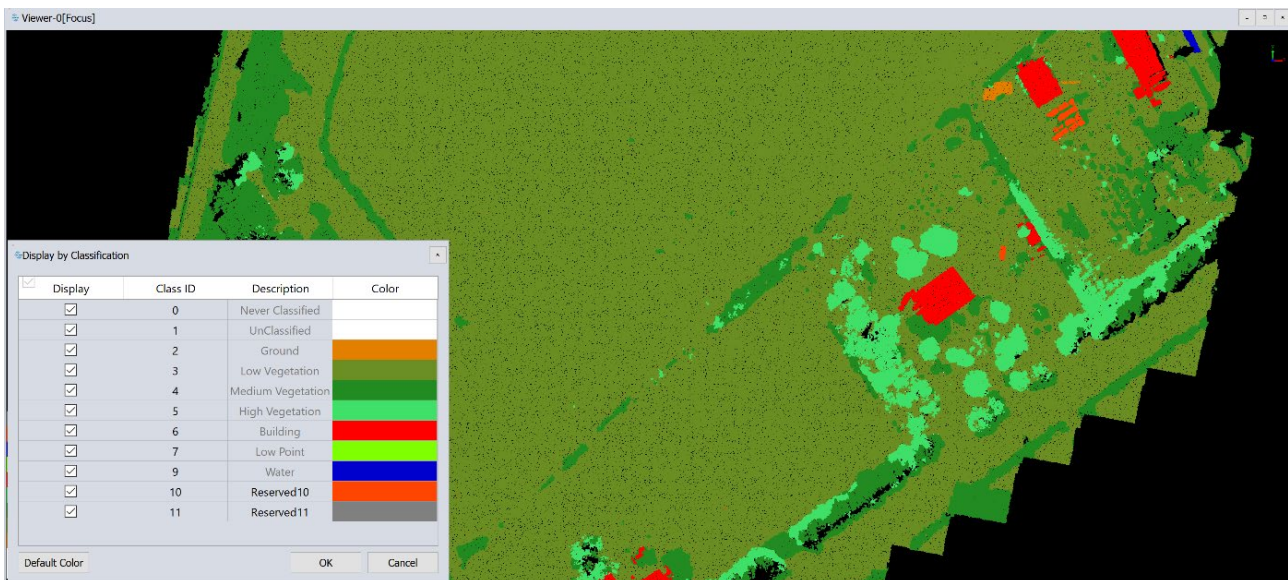 Viewer-0[Focus]
Display by Classification
Display Class ID Description Color
0 Never Classified
1 UnClassified
2 Ground
3 Low Vegetation
4 Medium Vegetation
5 High Vegetation
6 Building
7 Low Point
9 Water
10 Reserved10
11 Reserved11
Default Color OK Cancel